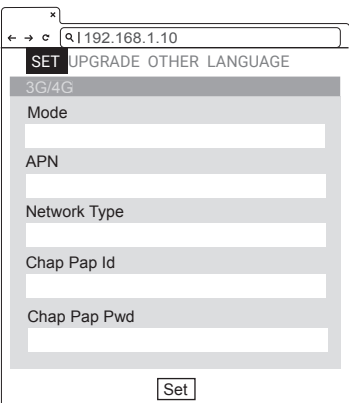 192.168.1.10
SET UPGRADE OTHER LANGUAGE
3G/4G
Mode
APN
Network Type
Chap Pap Id
Chap Pap Pwd
Set